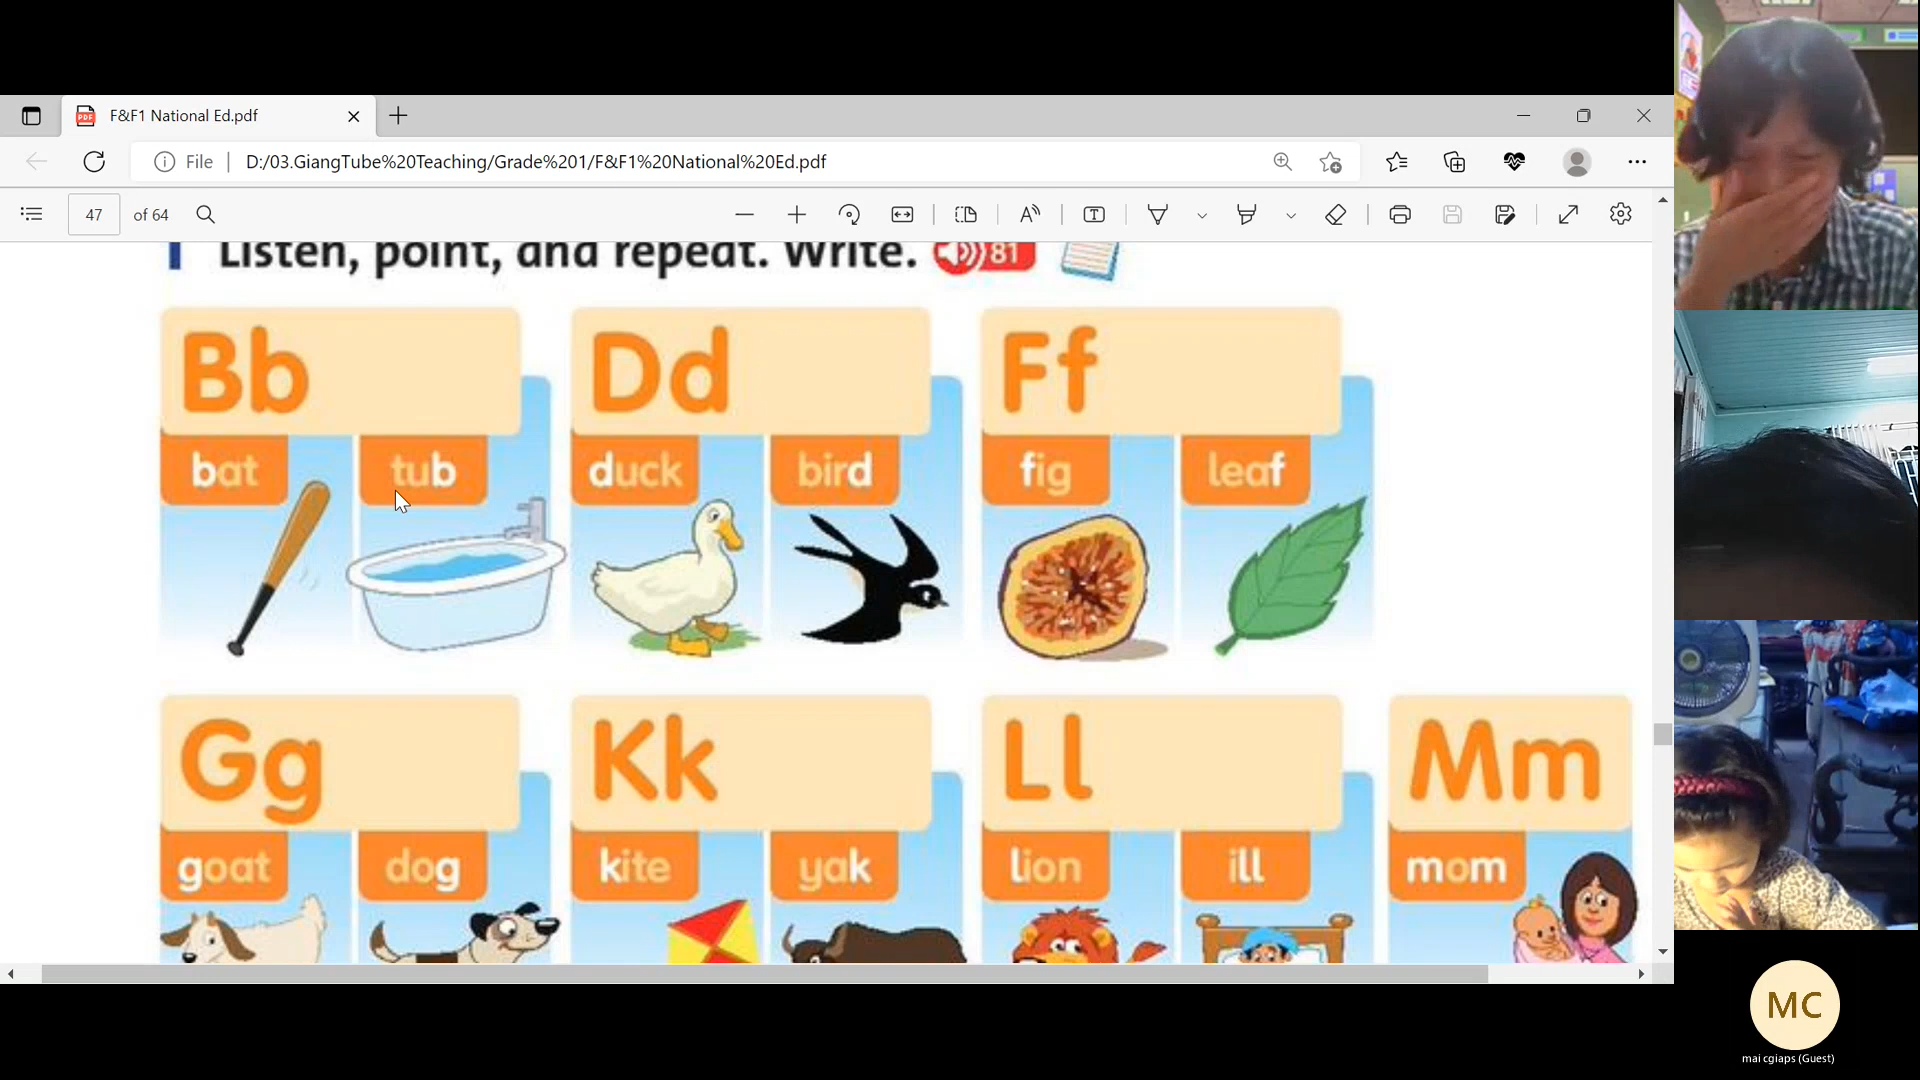 F&F1 National Ed.pdf
File
D:/03.GiangTube%20Teaching/Grade%201/F&F1%20National%20Ed.pdf
47 of 64
1 Listen, point, and repeat. Write. 81
Bb Dd Ff
bat tub duck bird fig leaf
Gg Kk Ll Mm
goat dog kite yak lion ill mom
MC
mai cgiaps (Guest)